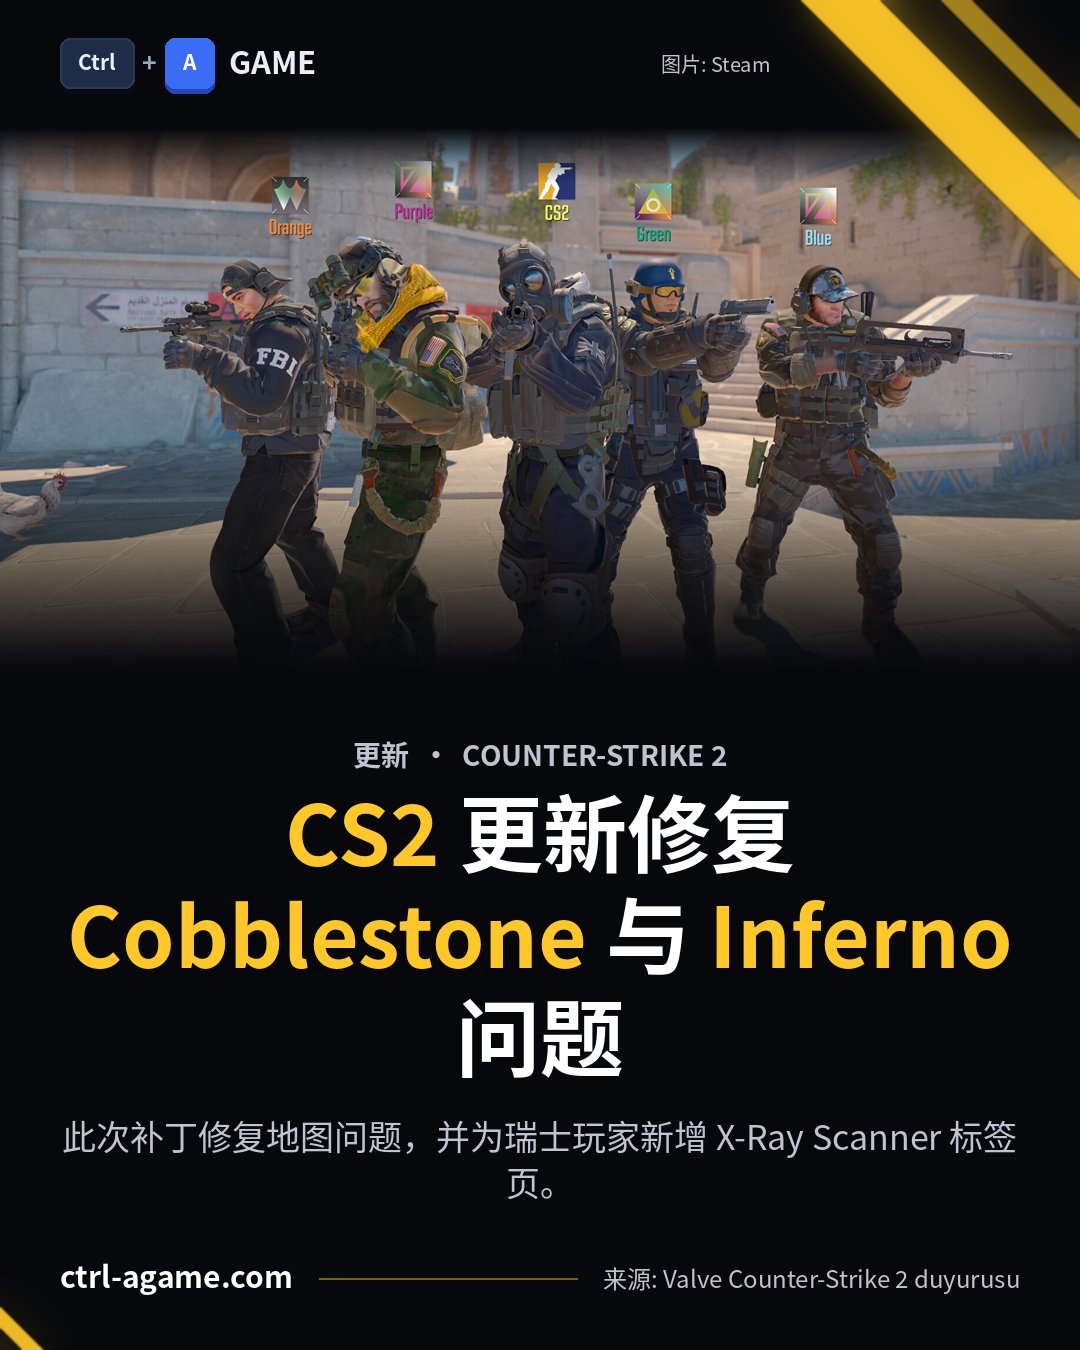 Ctrl + A GAME
图片: Steam
Orange
Purple
CS2
Green
Blue
FBI
更新 • COUNTER-STRIKE 2
CS2 更新修复
Cobblestone 与 Inferno
问题
此次补丁修复地图问题，并为瑞士玩家新增 X-Ray Scanner 标签
页。
ctrl-agame.com
来源: Valve Counter-Strike 2 duyurusu